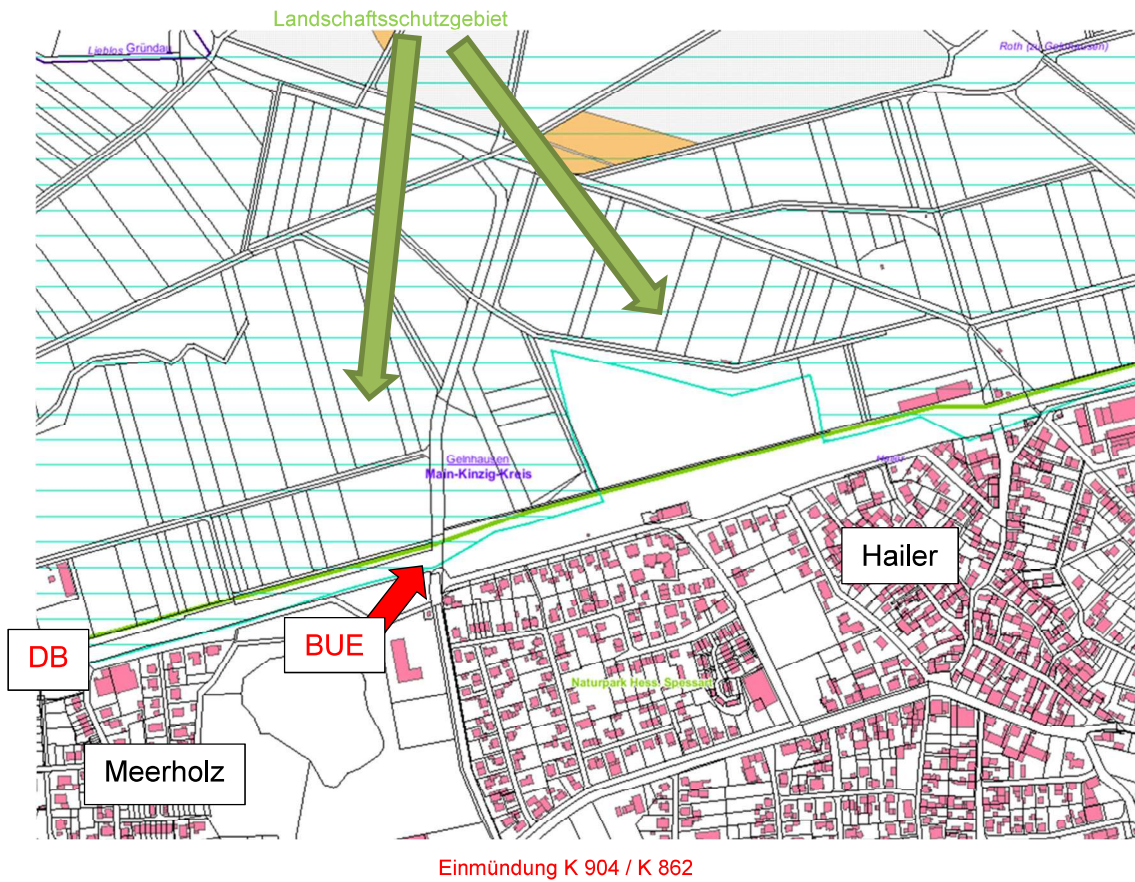 Landschaftsschutzgebiet
Lieblos Gründau
Roth (zu Gelnhausen)
Gelnhausen
Main-Kinzig-Kreis
Hailer
Hailer
BUE
DB
Naturpark Hess. Spessart
Meerholz
Einmündung K 904 / K 862